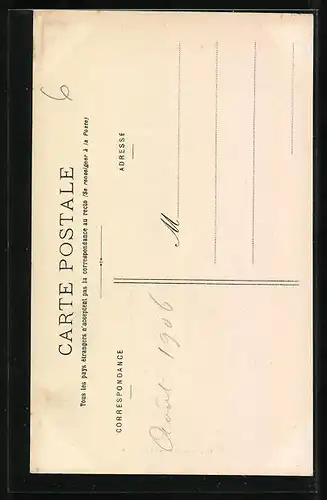 6
CARTE POSTALE
Tous les pays étrangers n'acceptent pas la correspondance au recto (Se renseigner à la Poste)
CORRESPONDANCE
ADRESSE
Août 1906
M